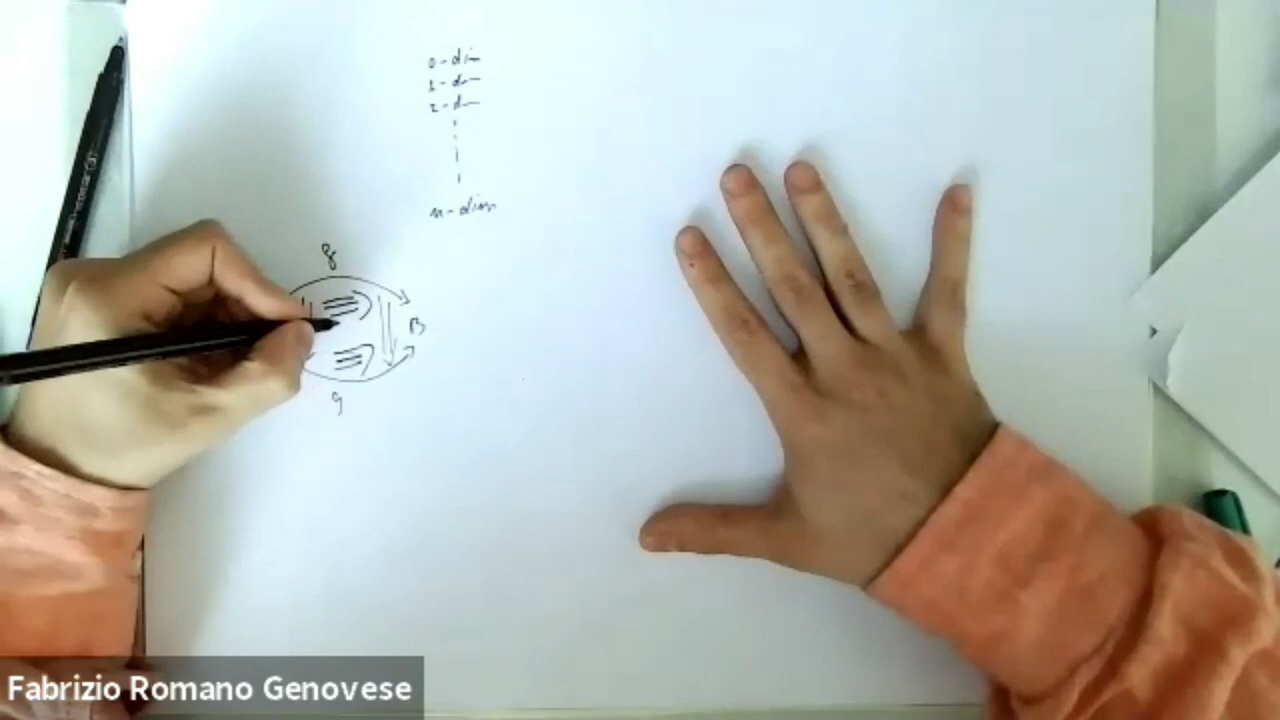 0-dim
1-dim
2-dim
n-dim
f
β
g
Fabrizio Romano Genovese